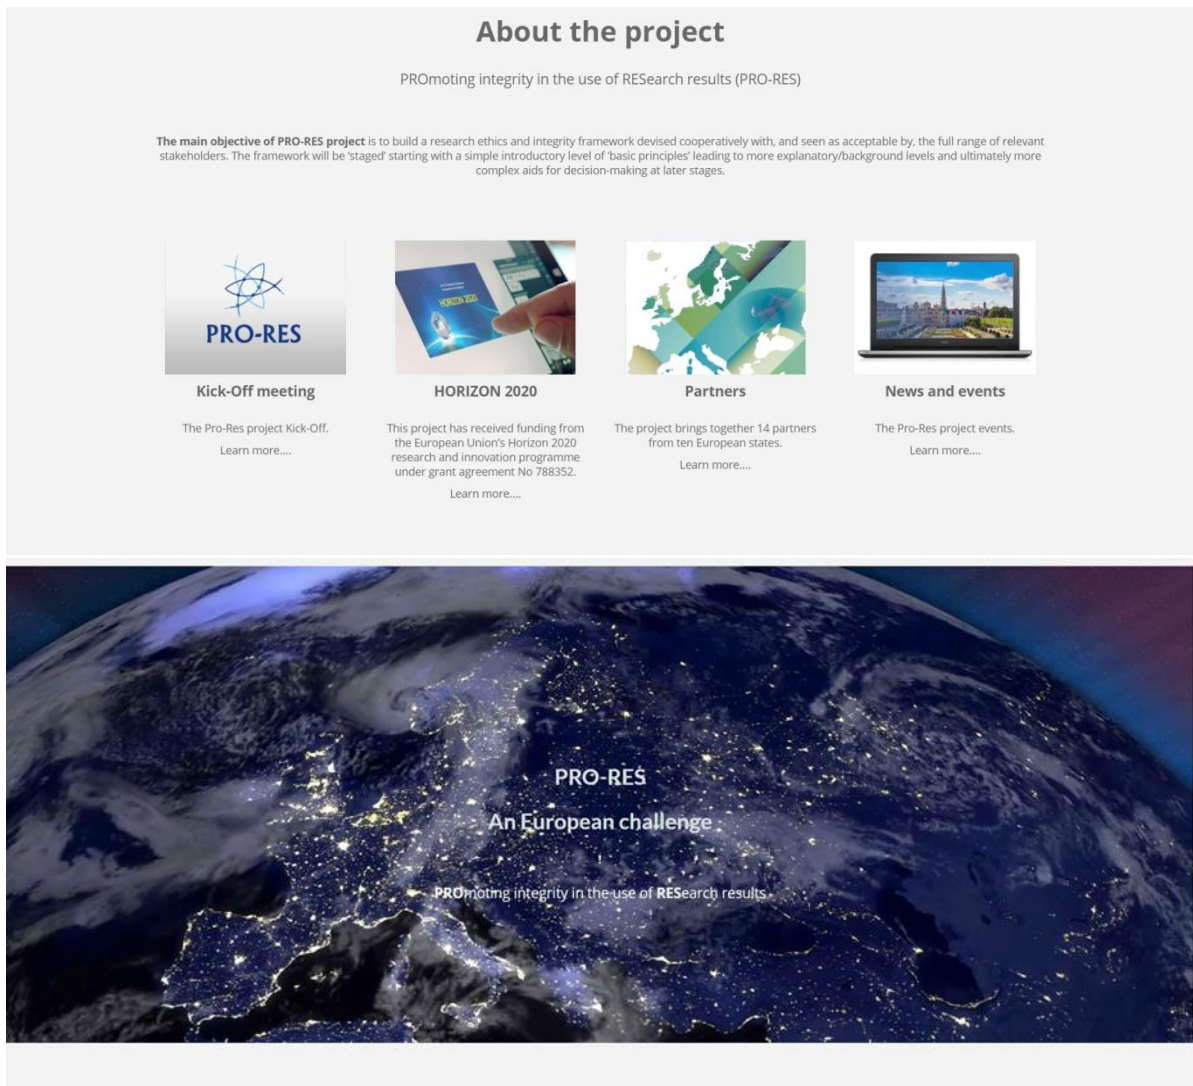 About the project
PROmoting integrity in the use of RESearch results (PRO-RES)
The main objective of PRO-RES project is to build a research ethics and integrity framework devised cooperatively with, and seen as acceptable by, the full range of relevant
stakeholders. The framework will be ‘staged’ starting with a simple introductory level of ‘basic principles’ leading to more explanatory/background levels and ultimately more
complex aids for decision-making at later stages.
PRO-RES
HORIZON 2020
Kick-Off meeting
The Pro-Res project Kick-Off.
Learn more....
HORIZON 2020
This project has received funding from
the European Union’s Horizon 2020
research and innovation programme
under grant agreement No 788352.
Learn more....
Partners
The project brings together 14 partners
from ten European states.
Learn more....
News and events
The Pro-Res project events.
Learn more....
PRO-RES
An European challenge
PROmoting integrity in the use of RESearch results